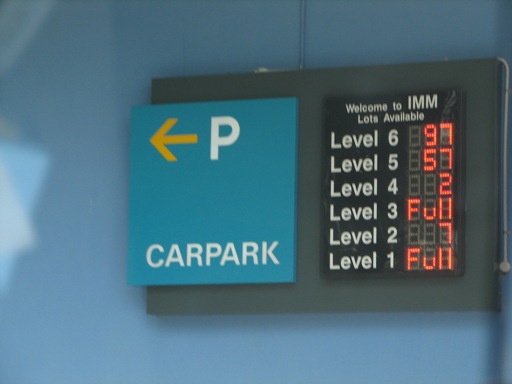 P
CARPARK
Welcome to IMM
Lots Available
Level 6 97
Level 5 57
Level 4 2
Level 3 Full
Level 2 7
Level 1 Full